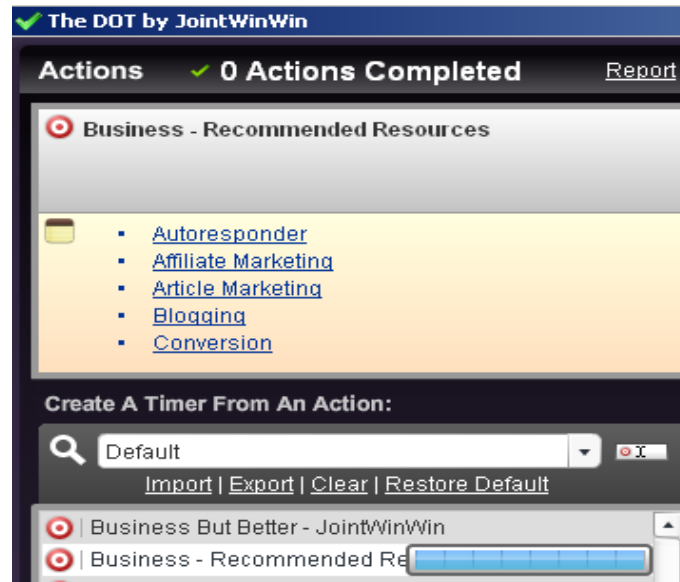 The DOT by JointWinWin
Actions 0 Actions Completed Report
Business - Recommended Resources
Autoresponder
Affiliate Marketing
Article Marketing
Blogging
Conversion
Create A Timer From An Action:
Default
Import | Export | Clear | Restore Default
Business But Better - JointWinWin
Business - Recommended Re